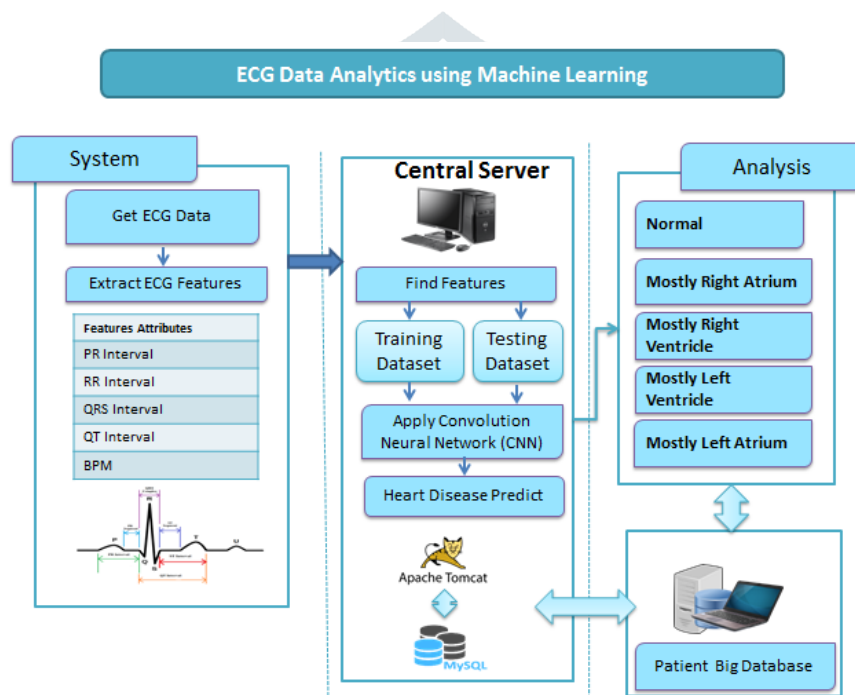 ECG Data Analytics using Machine Learning
System
Get ECG Data
Extract ECG Features
Features Attributes
PR Interval
RR Interval
QRS Interval
QT Interval
BPM
R
P
T
U
Q
S
Central Server
Find Features
Training
Dataset
Testing
Dataset
Apply Convolution
Neural Network (CNN)
Heart Disease Predict
Apache Tomcat
MySQL
Analysis
Normal
Mostly Right Atrium
Mostly Right
Ventricle
Mostly Left
Ventricle
Mostly Left Atrium
Patient Big Database